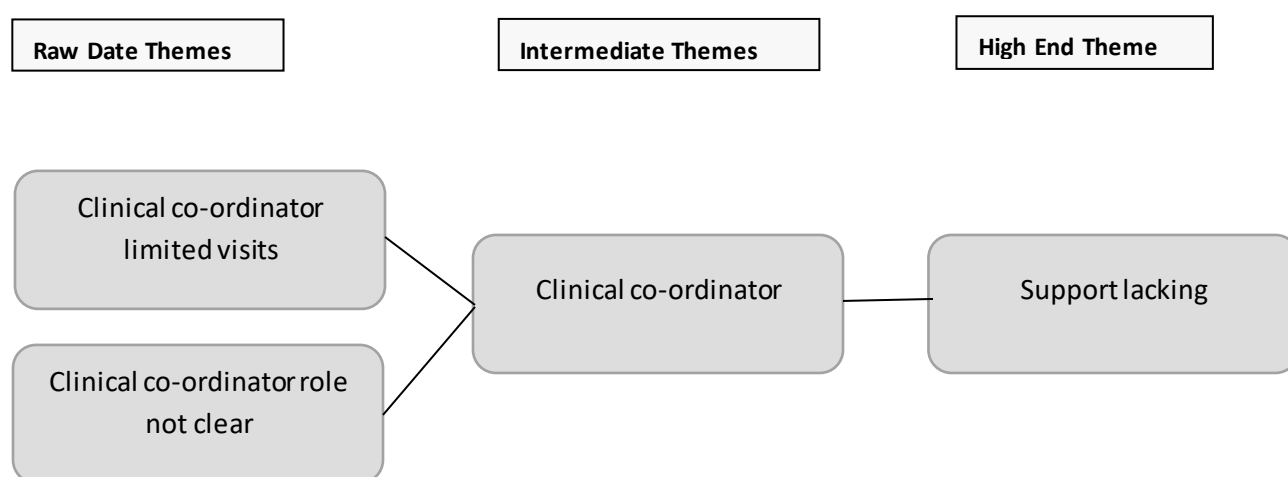 Raw Date Themes
Intermediate Themes
High End Theme
Clinical co-ordinator
limited visits
Clinical co-ordinator role
not clear
Clinical co-ordinator
Support lacking